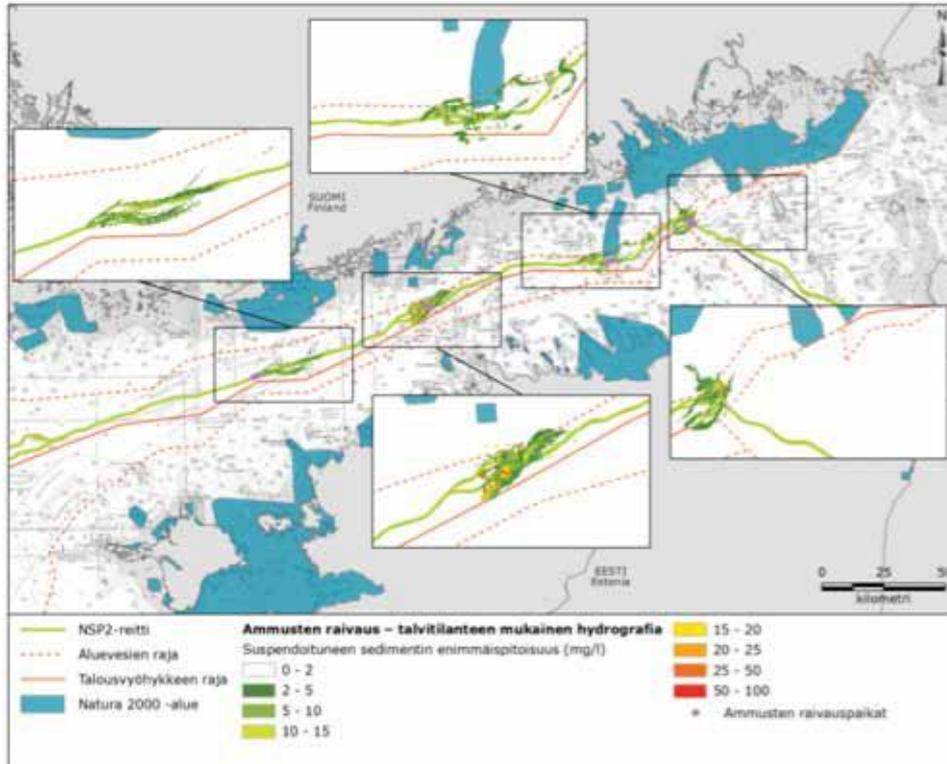 N
SUOMI
Finland
EESTI
Estonia
0 25 50
kilometri
NSP2-reitti
Aluevesien raja
Talousvyöhykkeen raja
Natura 2000 -alue
Ammusten raivaus – talvitilanteen mukainen hydrografia
Suspendoituneen sedimentin enimmäispitoisuus (mg/l)
0 - 2
2 - 5
5 - 10
10 - 15
15 - 20
20 - 25
25 - 50
50 - 100
Ammusten raivauspaikat